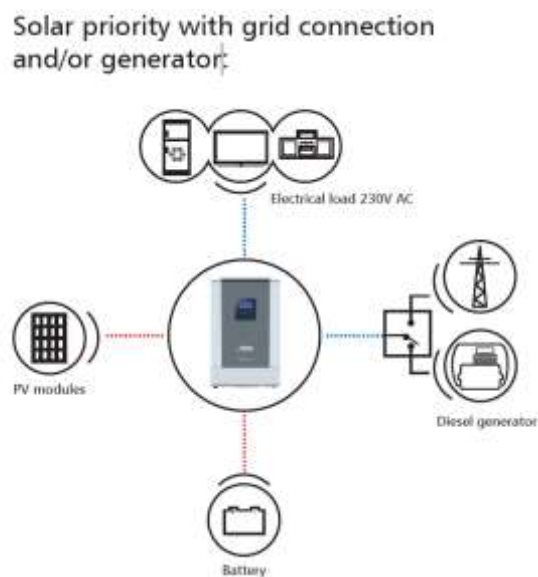 Solar priority with grid connection
and/or generator:
Electrical load 230V AC
PV modules
Diesel generator
Battery